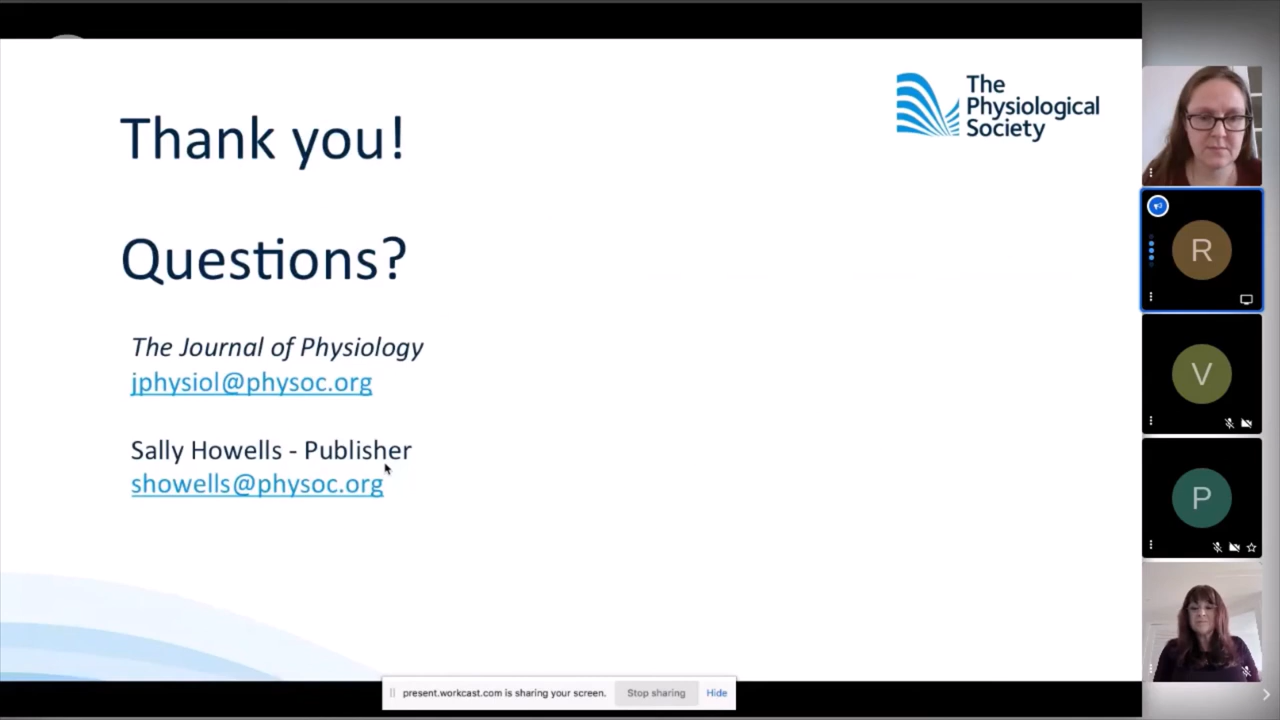 Thank you!
The
Physiological
Society
Questions?
The Journal of Physiology
jphysiol@physoc.org
Sally Howells - Publisher
showells@physoc.org
R
V
P
present.workcast.com is sharing your screen.
Stop sharing
Hide